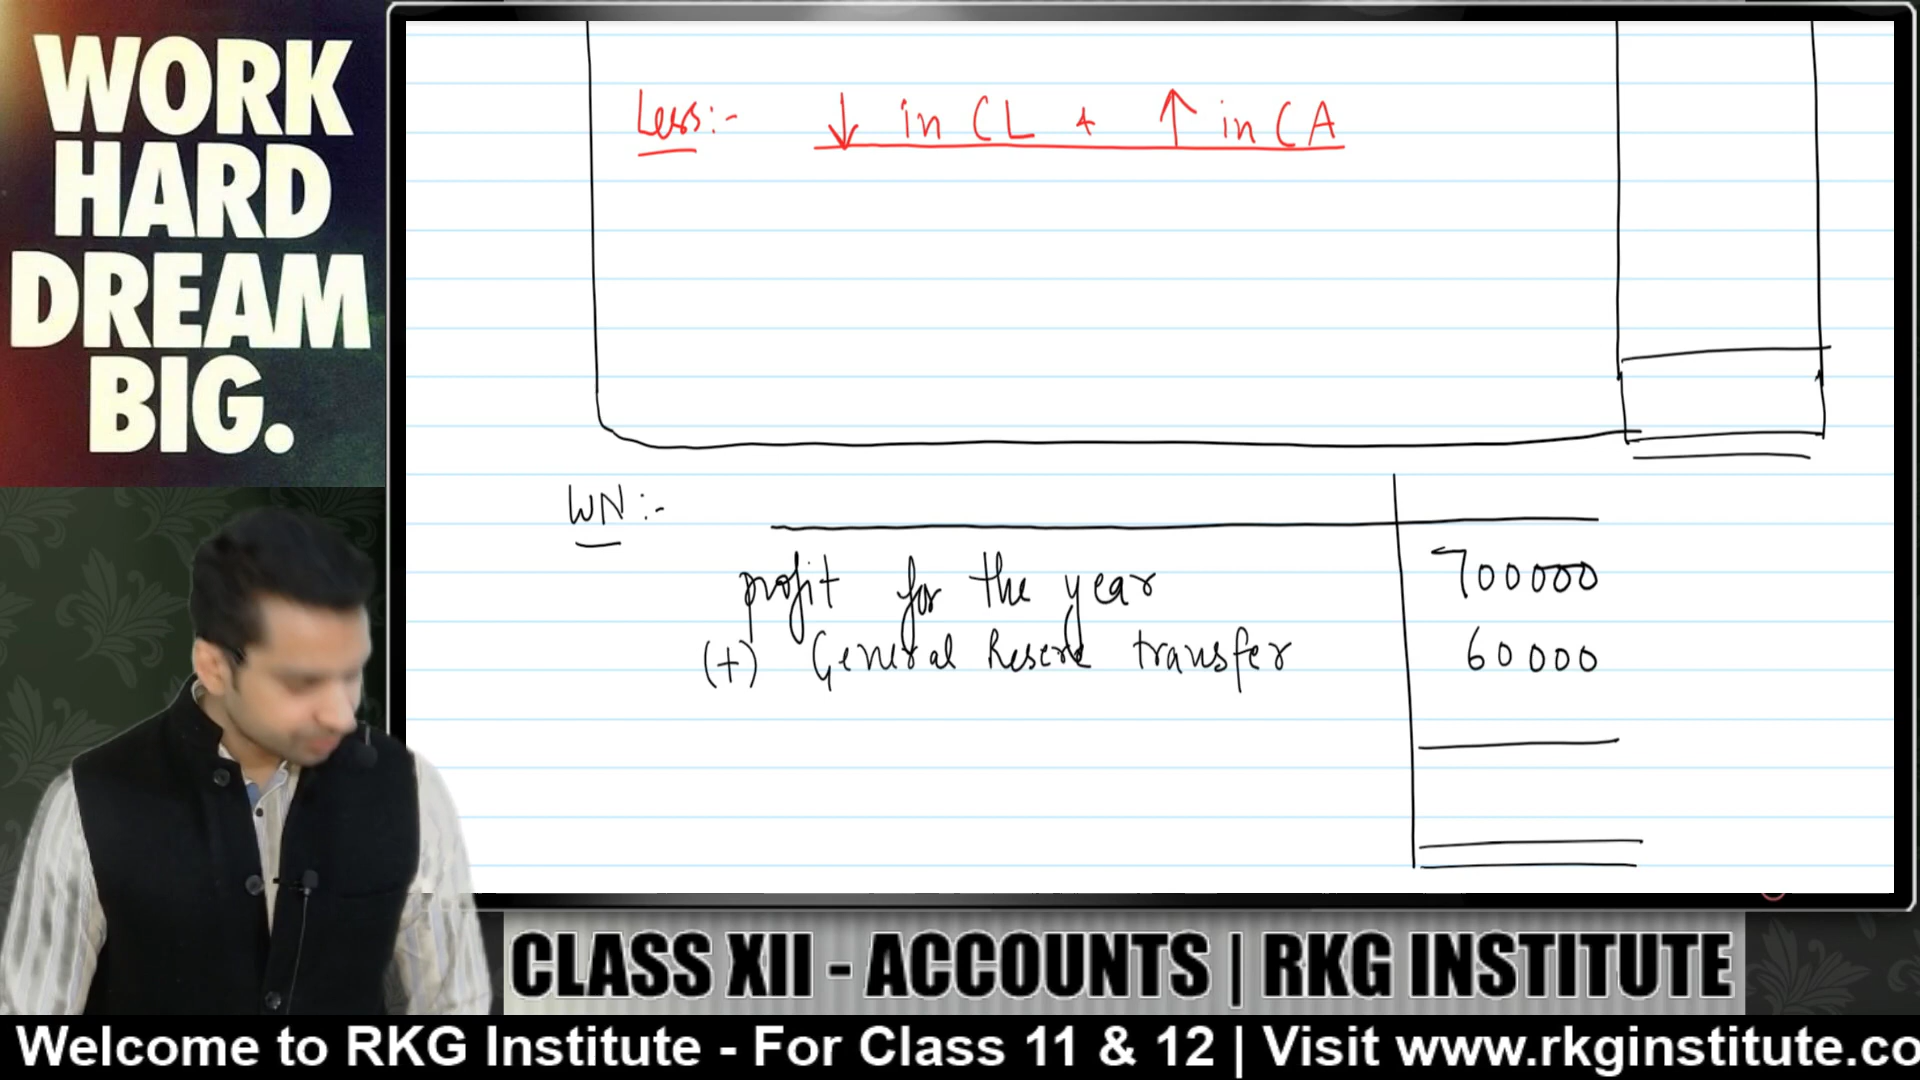 WORK
HARD
DREAM
BIG.
Less:- ↓ in CL + ↑ in CA
WN:-
profit for the year 700000
(+) General Reserve transfer 60000
CLASS XII - ACCOUNTS | RKG INSTITUTE
Welcome to RKG Institute - For Class 11 & 12 | Visit www.rkginstitute.co